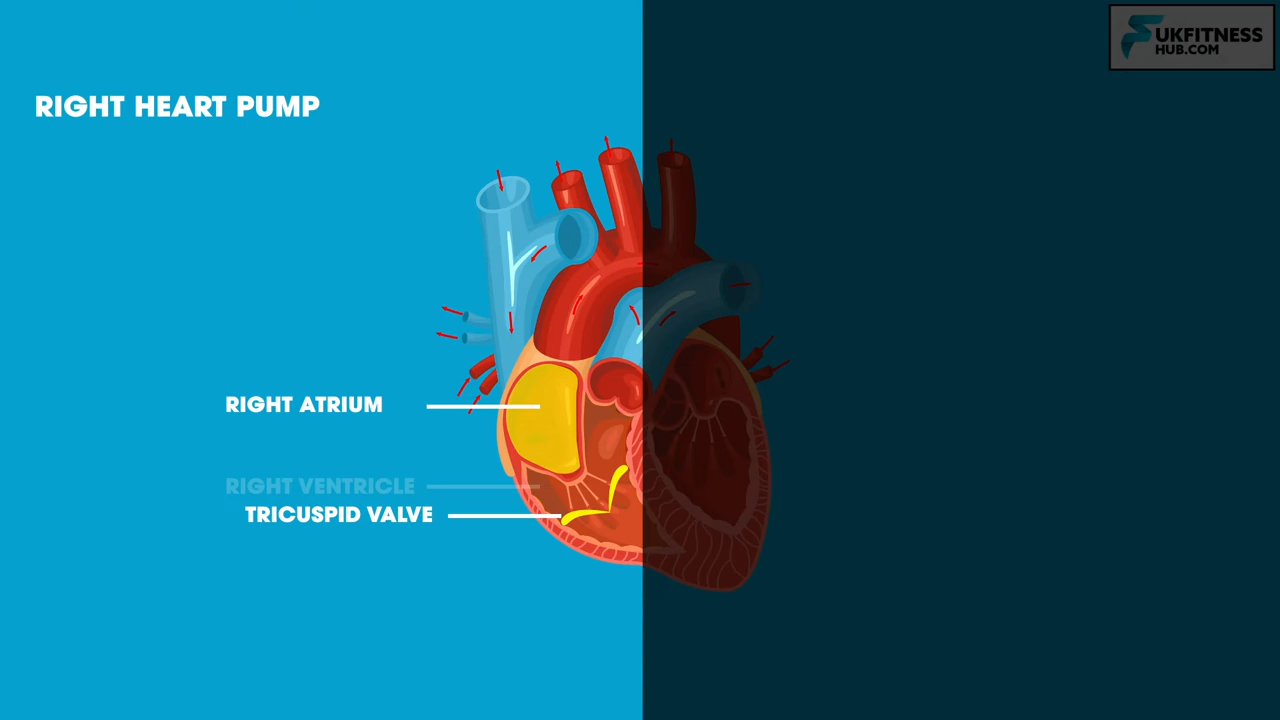 UKFITNESS
HUB.COM
RIGHT HEART PUMP
RIGHT ATRIUM
RIGHT VENTRICLE
TRICUSPID VALVE